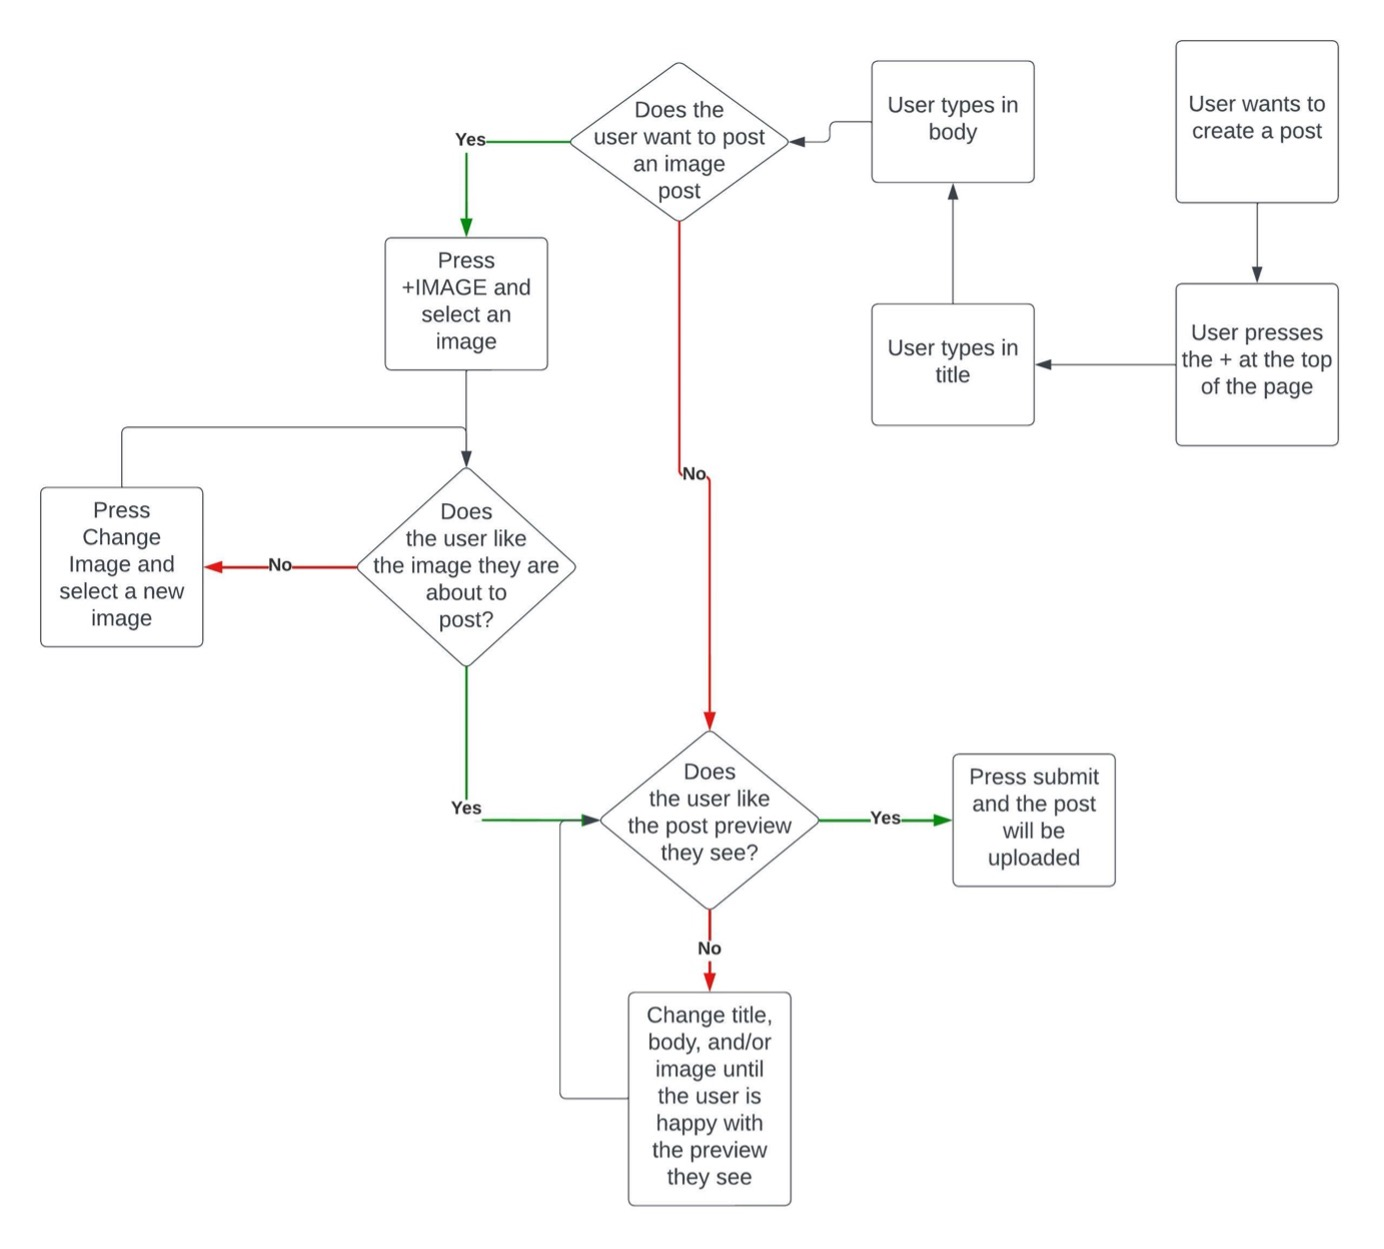 User wants to
create a post
User presses
the + at the top
of the page
User types in
title
User types in
body
Does the
user want to post
an image
post
Yes
No
Press
+IMAGE and
select an
image
Does
the user like
the image they are
about to
post?
No
Press
Change
Image and
select a new
image
Yes
Does
the user like
the post preview
they see?
Yes
Press submit
and the post
will be
uploaded
No
Change title,
body, and/or
image until
the user is
happy with
the preview
they see